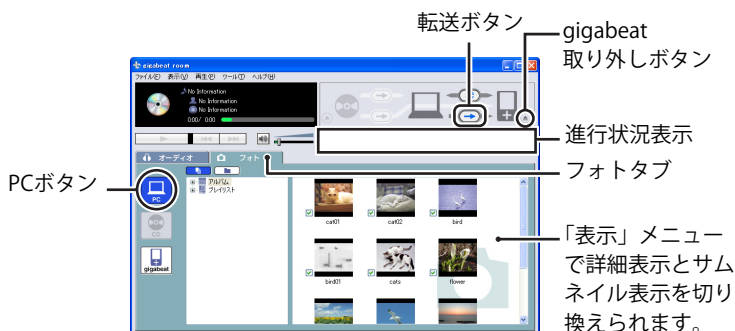 転送ボタン
gigabeat
取り外しボタン
gigabeat room
ファイル(F) 表示(V) 再生(P) ツール(T) ヘルプ(H)
No Information
No Information
No Information
0:00/ 0:00
進行状況表示
オーディオ
フォト
フォトタブ
PCボタン
PC
アルバム
プレイリスト
CD
gigabeat
cat01
cat02
bird
bird01
cats
flower
「表示」メニュー
で詳細表示とサム
ネイル表示を切り
換えられます。